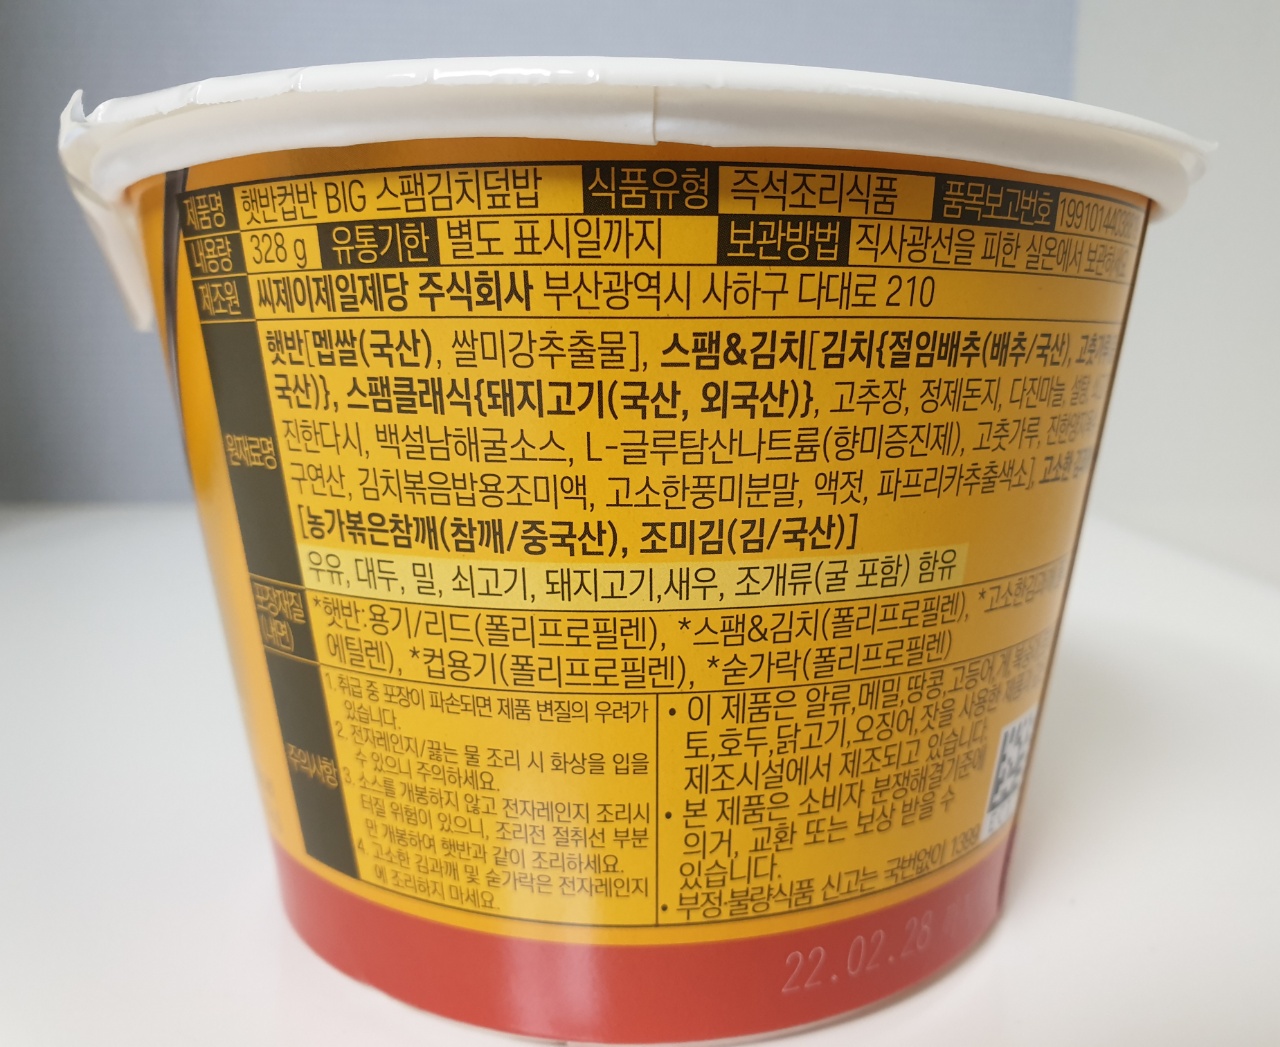 제품명 햇반컵반 BIG 스팸김치덮밥 식품유형 즉석조리식품 품목보고번호
내용량 328 g 유통기한 별도 표시일까지 보관방법 직사광선을 피한 실온에서
제조원 씨제이제일제당 주식회사 부산광역시 사하구 다대로 210
원재료명 햇반[멥쌀(국산), 쌀미강추출물], 스팸&김치[김치{절임배추(배추/국산),
국산)}, 스팸클래식{돼지고기(국산, 외국산)}, 고추장, 정제돈지, 다진마늘, 설탕,
진한다시, 백설남해굴소스, L-글루탐산나트륨(향미증진제), 고춧가루,
구연산, 김치볶음밥용조미액, 고소한풍미분말, 액젓, 파프리카추출색소], 고소한
[농가볶은참깨(참깨/중국산), 조미김(김/국산)]
우유, 대두, 밀, 쇠고기, 돼지고기,새우, 조개류(굴 포함) 함유
포장재질 (내면) *햇반:용기/리드(폴리프로필렌), *스팸&김치(폴리프로필렌),
에틸렌), *컵용기(폴리프로필렌), *숟가락(폴리프로필렌)
주의사항
1. 취급 중 포장이 파손되면 제품 변질의 우려가
있습니다.
2. 전자레인지/끓는 물 조리 시 화상을 입을
수 있으니 주의하세요.
3. 소스를 개봉하지 않고 전자레인지 조리시
터질 위험이 있으니, 조리전 절취선 부분
만 개봉하여 햇반과 같이 조리하세요.
4. 고소한 김과깨 및 숟가락은 전자레인지
에 조리하지 마세요.
• 이 제품은 알류,메밀,땅콩,고등어,게,
토,호두,닭고기,오징어,잣을 사용한
제조시설에서 제조되고 있습니다.
• 본 제품은 소비자 분쟁해결기준에
의거, 교환 또는 보상 받을 수
있습니다.
• 부정·불량식품 신고는 국번없이 1399
22.02.28